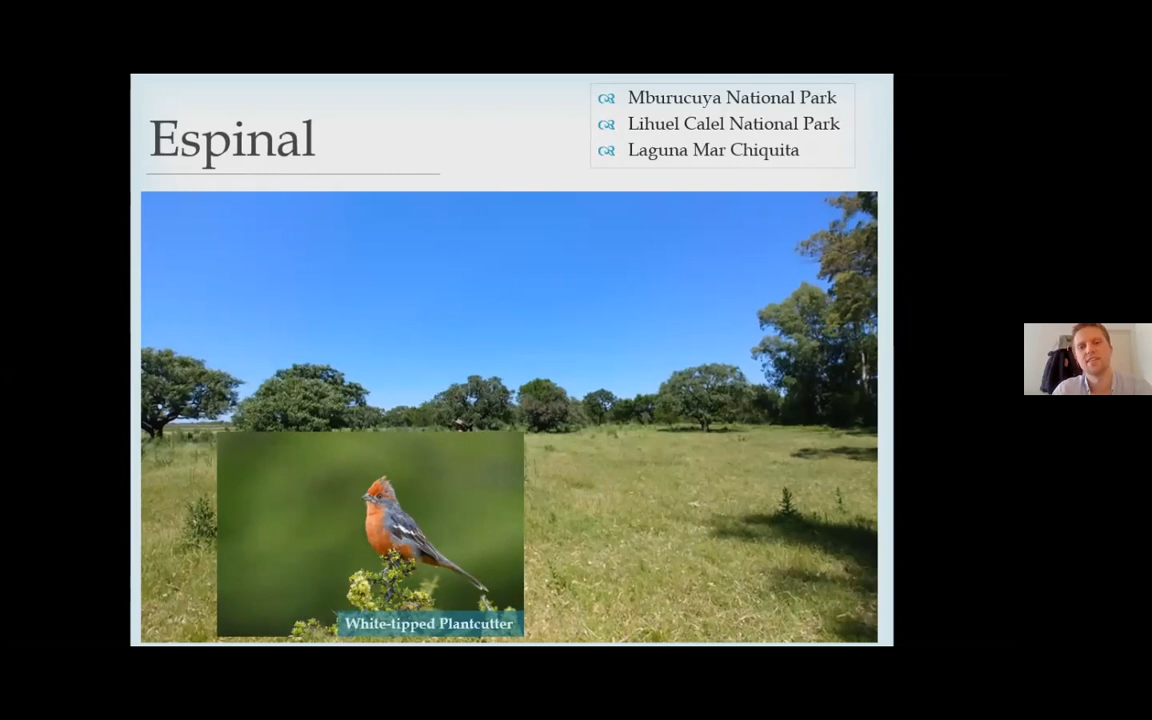 Espinal
Mburucuya National Park
Lihuel Calel National Park
Laguna Mar Chiquita
White-tipped Plantcutter